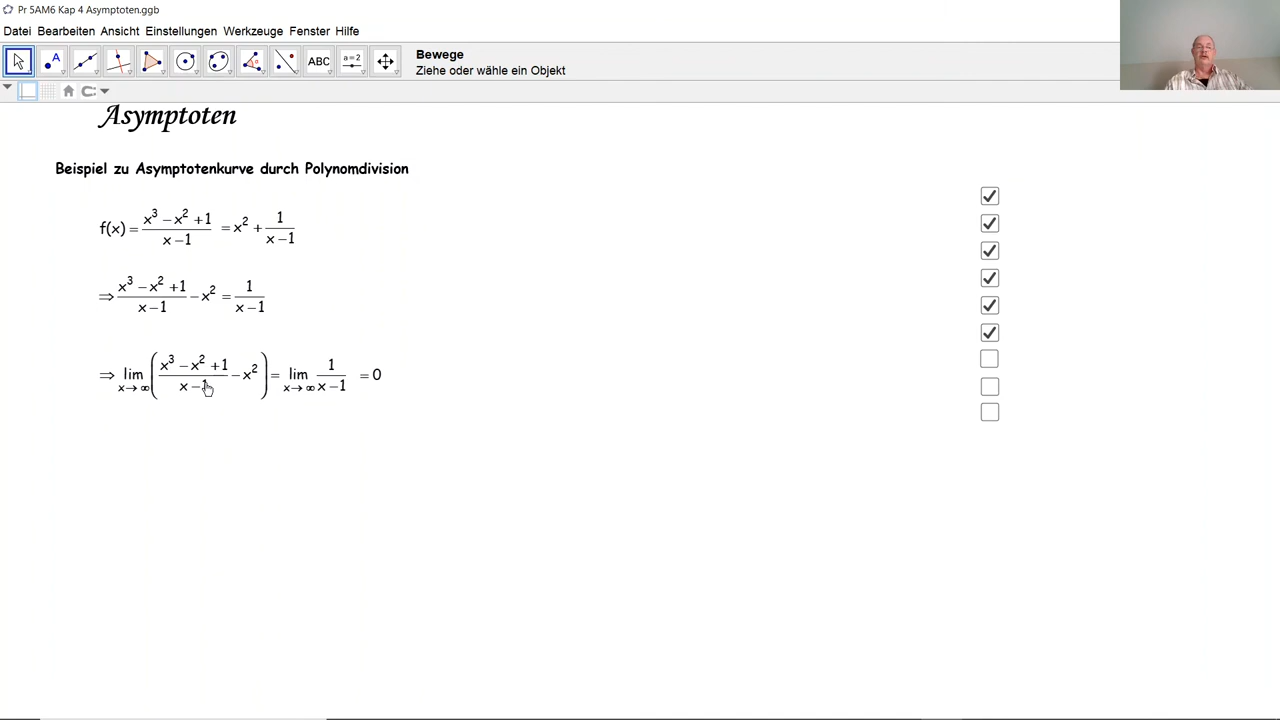 Pr 5AM6 Kap 4 Asymptoten.ggb
Datei Bearbeiten Ansicht Einstellungen Werkzeuge Fenster Hilfe
A
ABC
a=2
Bewege
Ziehe oder wähle ein Objekt
Asymptoten
Beispiel zu Asymptotenkurve durch Polynomdivision
f(x) = (x³ − x² + 1)/(x − 1) = x² + 1/(x − 1)
⇒ (x³ − x² + 1)/(x − 1) − x² = 1/(x − 1)
⇒ lim x→∞ ((x³ − x² + 1)/(x − 1) − x²) = lim x→∞ 1/(x − 1) = 0